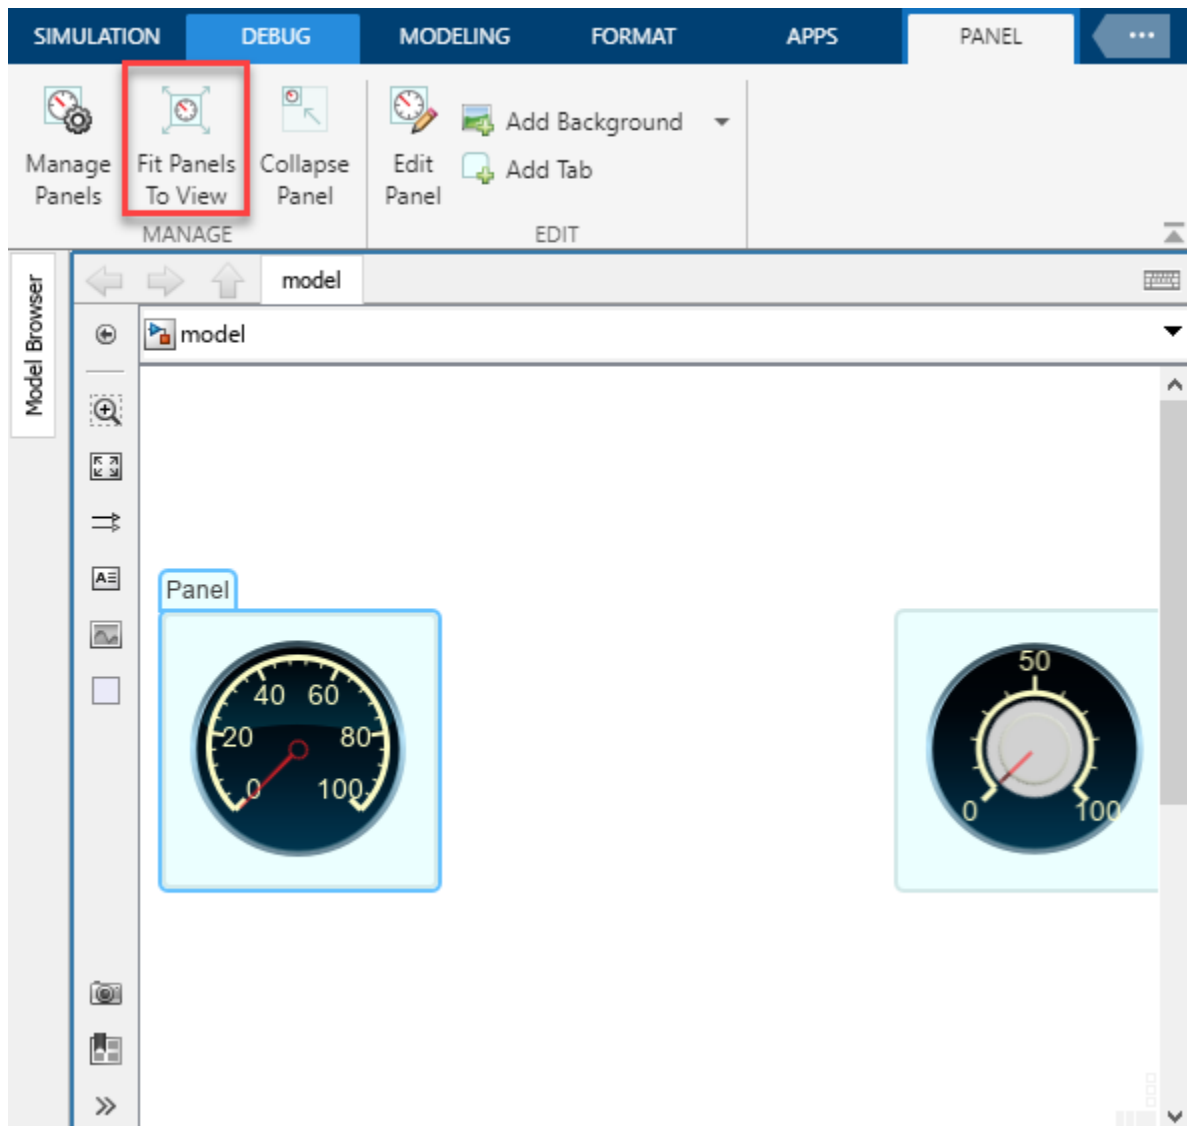 SIMULATION DEBUG MODELING FORMAT APPS PANEL
Manage Panels
Fit Panels To View
Collapse Panel
MANAGE
Edit Panel
Add Background
Add Tab
EDIT
Model Browser
model
model
Panel
0 20 40 60 80 100
0 50 100